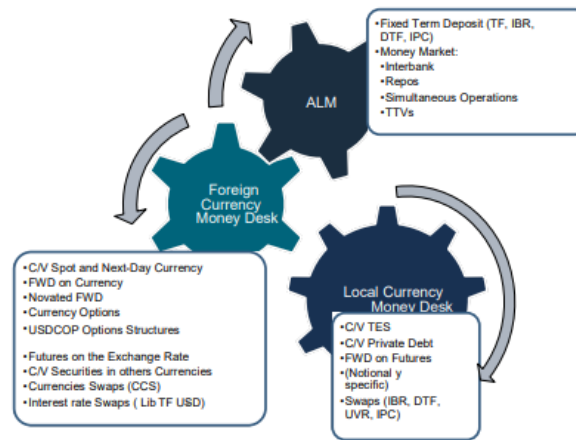 •Fixed Term Deposit (TF, IBR,
DTF, IPC)
•Money Market:
•Interbank
•Repos
•Simultaneous Operations
•TTVs
ALM
Foreign
Currency
Money Desk
•C/V Spot and Next-Day Currency
•FWD on Currency
•Novated FWD
•Currency Options
•USDCOP Options Structures
•Futures on the Exchange Rate
•C/V Securities in others Currencies
•Currencies Swaps (CCS)
•Interest rate Swaps ( Lib TF USD)
Local Currency
Money Desk
•C/V TES
•C/V Private Debt
•FWD on Futures
•(Notional y
specific)
•Swaps (IBR, DTF,
UVR, IPC)